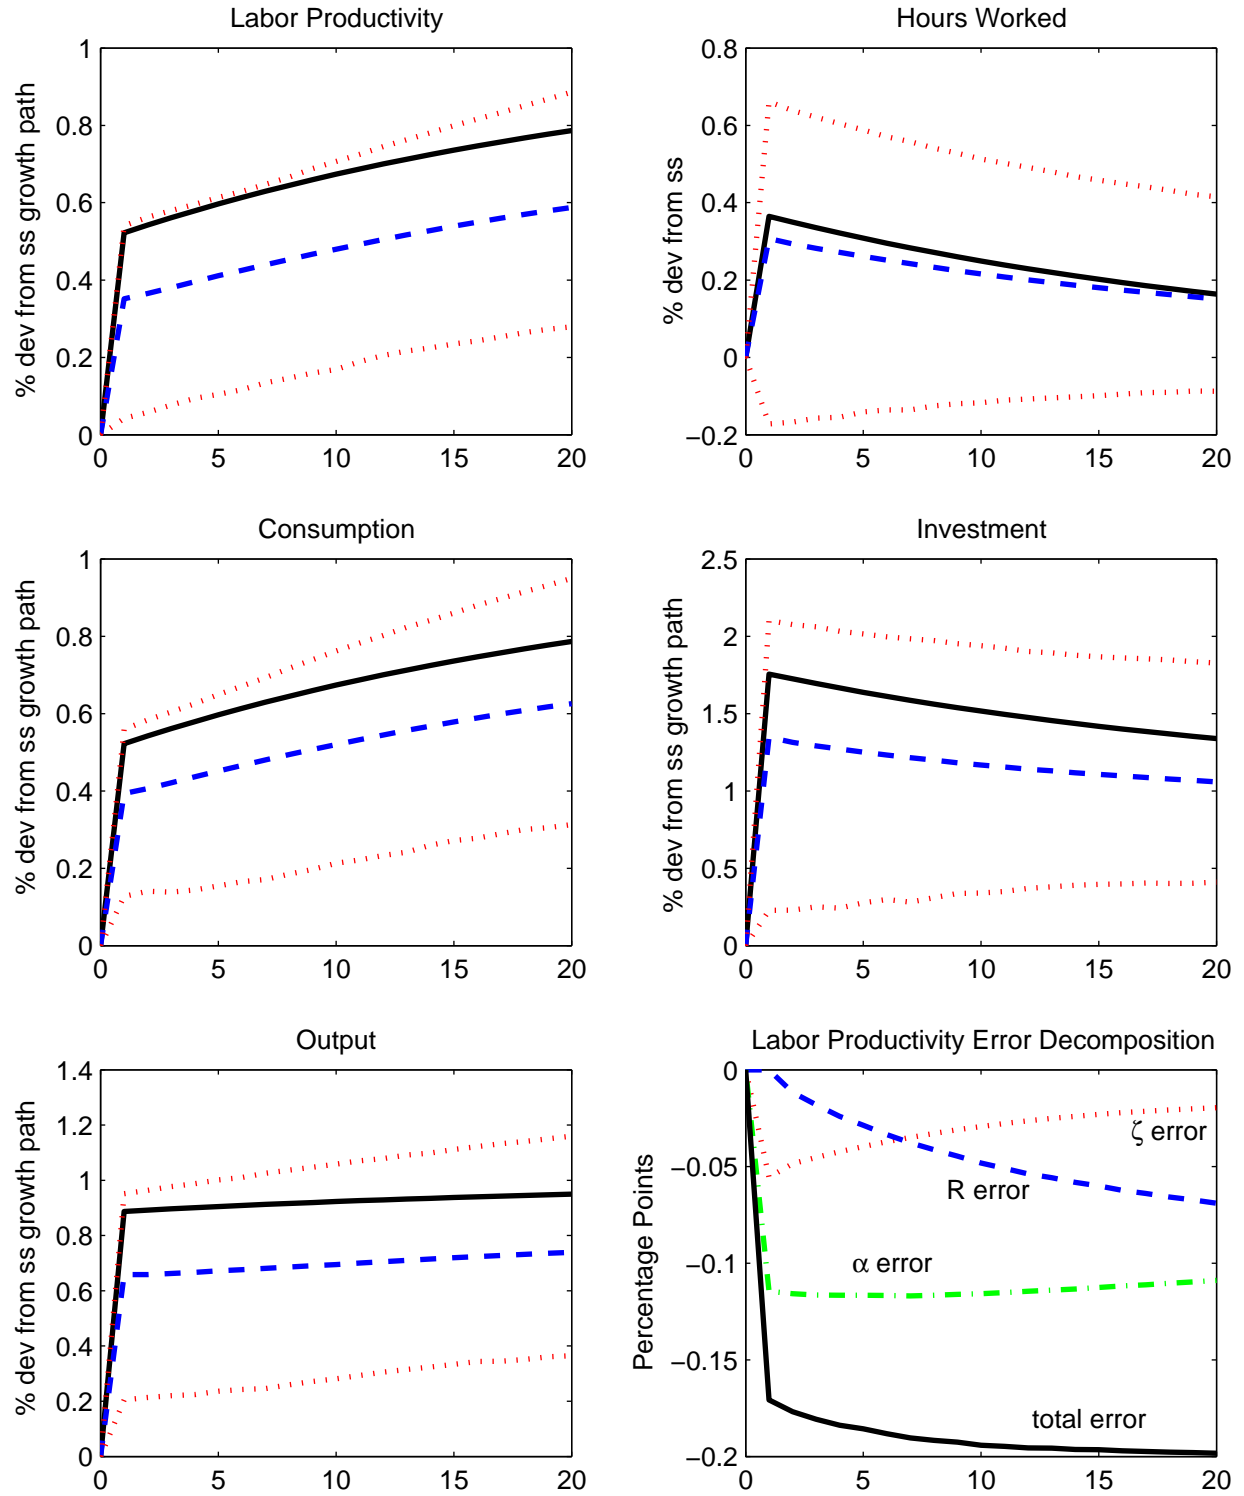 Labor Productivity
% dev from ss growth path
1
0.8
0.6
0.4
0.2
0
0 5 10 15 20
Hours Worked
% dev from ss
0.8
0.6
0.4
0.2
0
−0.2
0 5 10 15 20
Consumption
% dev from ss growth path
1
0.8
0.6
0.4
0.2
0
0 5 10 15 20
Investment
% dev from ss growth path
2.5
2
1.5
1
0.5
0
0 5 10 15 20
Output
% dev from ss growth path
1.4
1.2
1
0.8
0.6
0.4
0.2
0
0 5 10 15 20
Labor Productivity Error Decomposition
Percentage Points
0
−0.05
−0.1
−0.15
−0.2
ζ error
R error
α error
total error
0 5 10 15 20